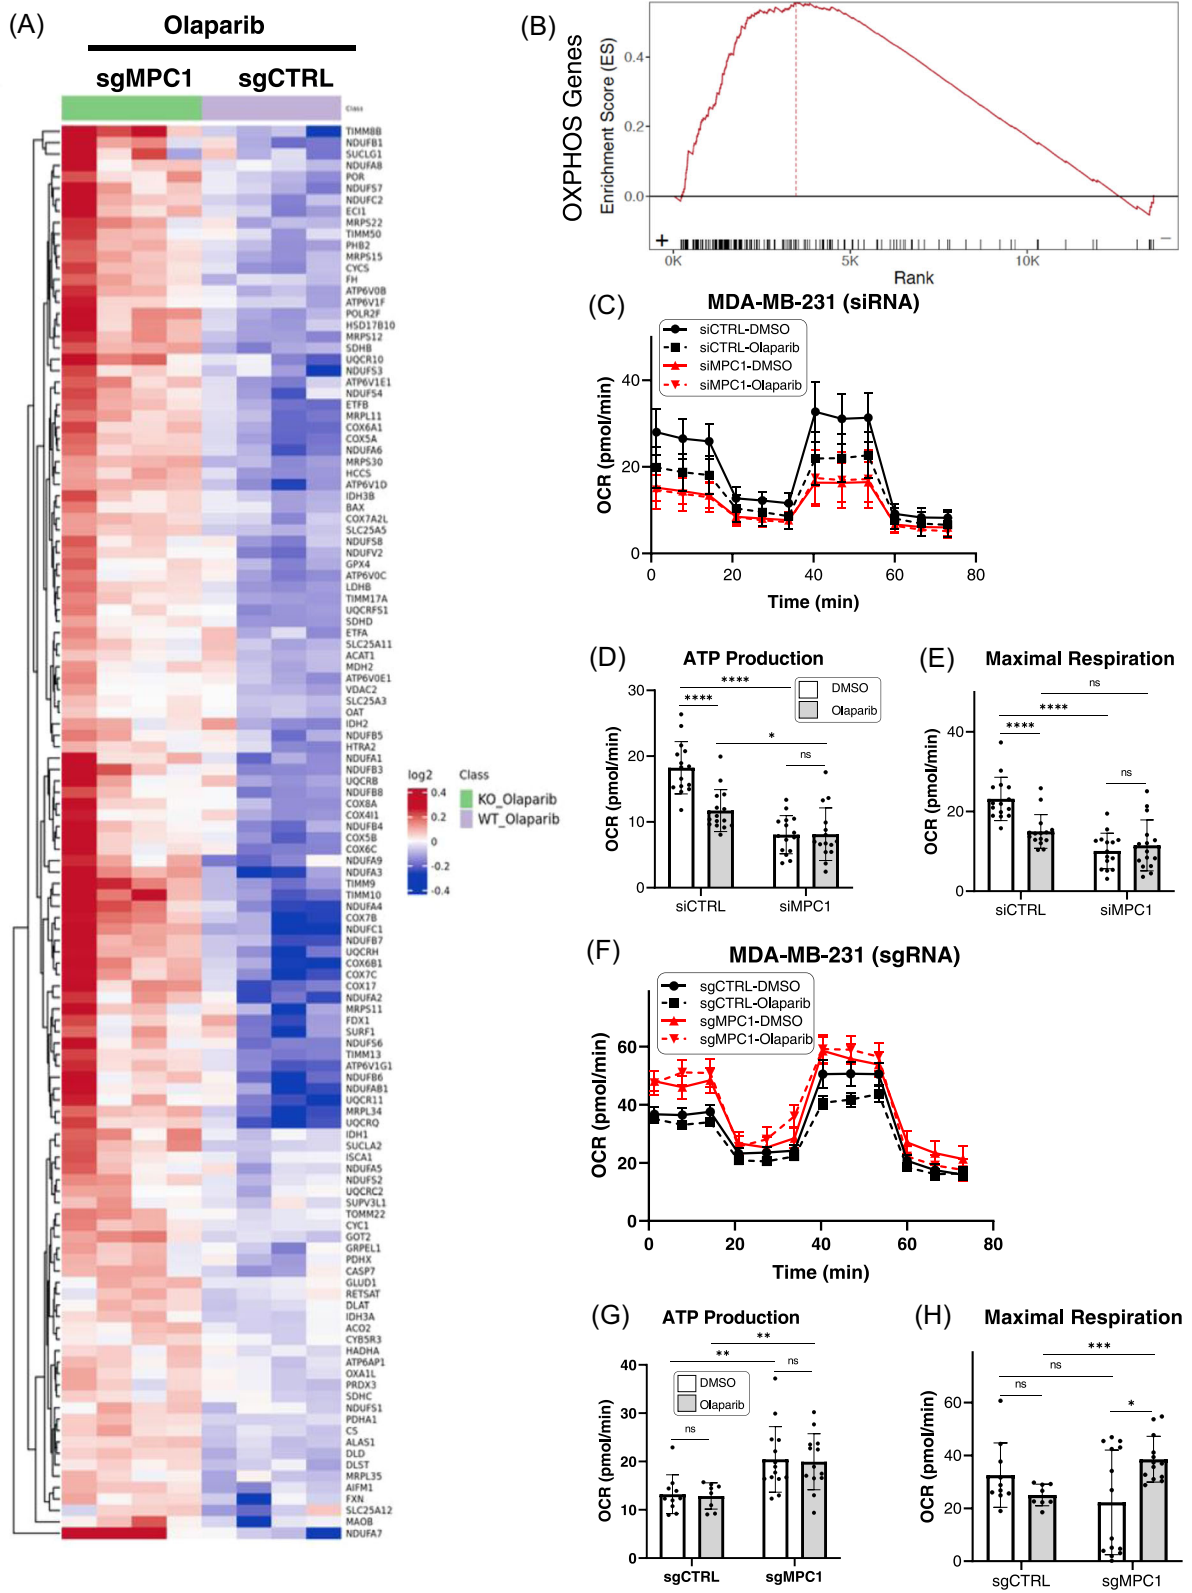 (A)
Olaparib
sgMPC1
sgCTRL
Class
TIMM8B
NDUFB1
SUCLG1
NDUFA8
POR
NDUFS7
NDUFC2
ECI1
MRPS22
TIMM50
PHB2
MRPS15
CYCS
FH
ATP6V0B
ATP6V1F
POLR2F
HSD17B10
MRPS12
SDHB
UQCR10
NDUFS3
ATP6V1E1
NDUFS4
ETFB
MRPL11
COX6A1
COX5A
NDUFA6
MRPS30
HCCS
ATP6V1D
IDH3B
BAX
COX7A2L
SLC25A5
NDUFS8
NDUFV2
GPX4
ATP6V0C
LDHB
TIMM17A
UQCRFS1
SDHD
ETFA
SLC25A11
ACAT1
MDH2
ATP6V0E1
VDAC2
SLC25A3
OAT
IDH2
NDUFB5
HTRA2
NDUFA1
NDUFB3
UQCRB
NDUFB8
COX8A
COX4I1
NDUFB4
COX5B
COX6C
NDUFA9
NDUFA3
TIMM9
TIMM10
NDUFA4
COX7B
NDUFC1
NDUFB7
UQCRH
COX6B1
COX7C
COX17
NDUFA2
MRPS11
FDX1
SURF1
NDUFS6
TIMM13
ATP6V1G1
NDUFB6
NDUFAB1
UQCR11
MRPL34
UQCRQ
IDH1
SUCLA2
ISCA1
NDUFA5
NDUFS2
UQCRC2
SUPV3L1
TOMM22
CYC1
GOT2
GRPEL1
PDHX
CASP7
GLUD1
RETSAT
DLAT
IDH3A
ACO2
CYB5R3
HADHA
ATP6AP1
OXA1L
PRDX3
SDHC
NDUFS1
PDHA1
CS
ALAS1
DLD
DLST
MRPL35
AIFM1
FXN
SLC25A12
MAOB
NDUFA7
log2
0.4
0.2
0
-0.2
-0.4
Class
KO_Olaparib
WT_Olaparib
(B)
OXPHOS Genes
Enrichment Score (ES)
0.4
0.2
0.0
+
−
0K
5K
10K
Rank
(C)
MDA-MB-231 (siRNA)
siCTRL-DMSO
siCTRL-Olaparib
siMPC1-DMSO
siMPC1-Olaparib
OCR (pmol/min)
40
20
0
0 20 40 60 80
Time (min)
(D)
ATP Production
DMSO
Olaparib
****
****
*
ns
OCR (pmol/min)
30
20
10
0
siCTRL siMPC1
(E)
Maximal Respiration
ns
****
****
ns
OCR (pmol/min)
40
20
0
siCTRL siMPC1
(F)
MDA-MB-231 (sgRNA)
sgCTRL-DMSO
sgCTRL-Olaparib
sgMPC1-DMSO
sgMPC1-Olaparib
OCR (pmol/min)
60
40
20
0
0 20 40 60 80
Time (min)
(G)
ATP Production
**
**
ns
ns
DMSO
Olaparib
OCR (pmol/min)
40
30
20
10
0
sgCTRL sgMPC1
(H)
Maximal Respiration
***
ns
ns
*
OCR (pmol/min)
60
40
20
0
sgCTRL sgMPC1